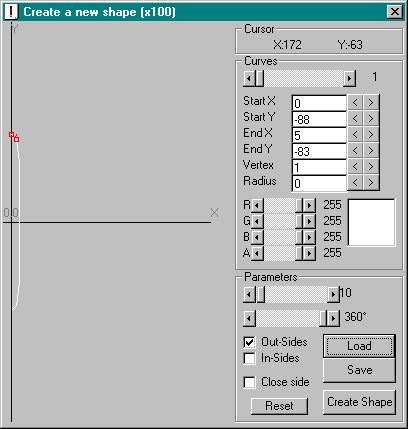 Create a new shape (x100)
Y
0.0
X
Cursor
X:172 Y:-63
Curves
1
Start X 0
Start Y -88
End X 5
End Y -83
Vertex 1
Radius 0
R 255
G 255
B 255
A 255
Parameters
10
360°
Out-Sides
In-Sides
Close side
Load
Save
Reset
Create Shape